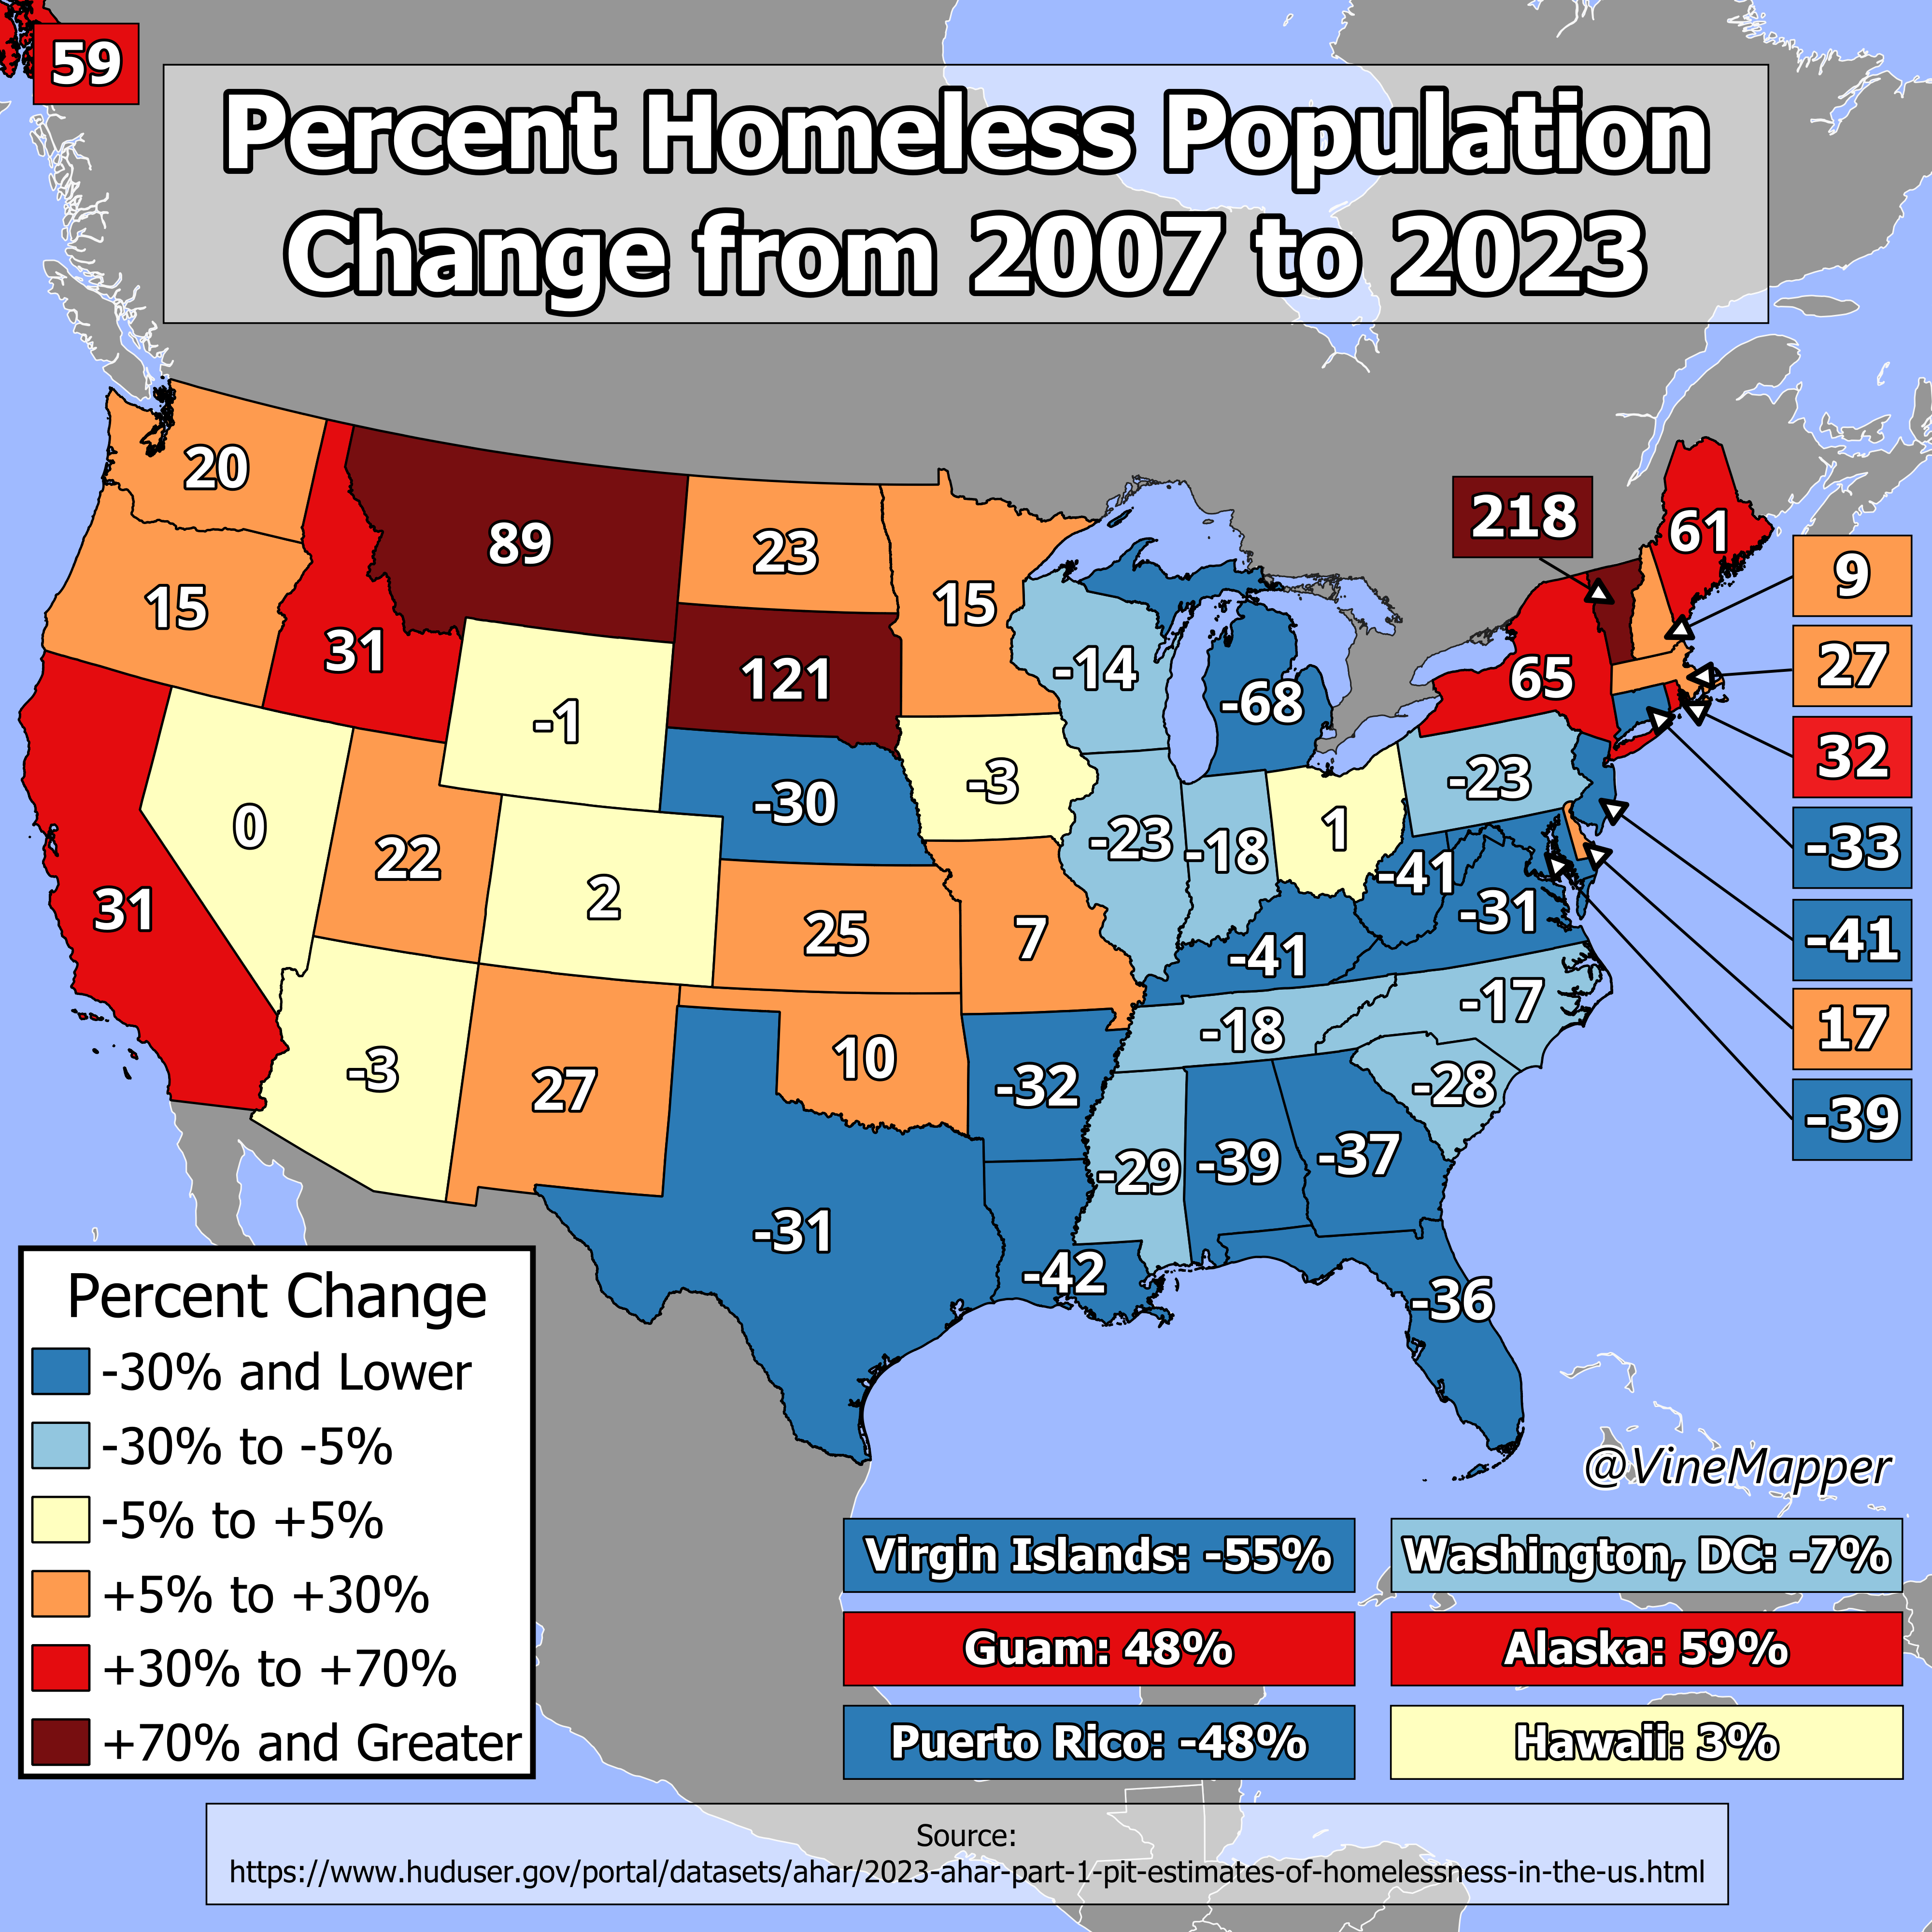 59
Percent Homeless Population
Change from 2007 to 2023
20
89
23
15
218
61
9
15
31
121
-14
-68
65
27
-1
-30
-3
-23
32
0
22
2
-23
-18
1
-41
-31
-33
31
25
7
-41
-41
-3
27
10
-32
-18
-17
17
-28
-39
-31
-29
-39
-37
-42
-36
Percent Change
-30% and Lower
-30% to -5%
-5% to +5%
+5% to +30%
+30% to +70%
+70% and Greater
@VineMapper
Virgin Islands: -55%
Washington, DC: -7%
Guam: 48%
Alaska: 59%
Puerto Rico: -48%
Hawaii: 3%
Source:
https://www.huduser.gov/portal/datasets/ahar/2023-ahar-part-1-pit-estimates-of-homelessness-in-the-us.html